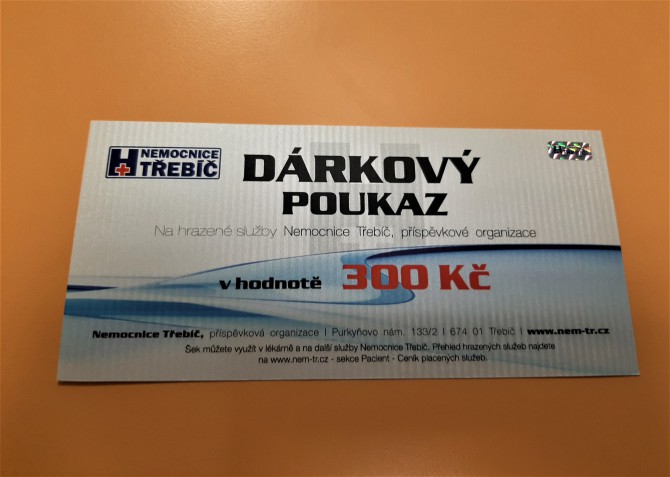 NEMOCNICE
TŘEBÍČ
DÁRKOVÝ
POUKAZ
Na hrazené služby Nemocnice Třebíč, příspěvkové organizace
v hodnotě 300 Kč
Nemocnice Třebíč, příspěvková organizace I Purkyňovo nám. 133/2 I 674 01 Třebíč I www.nem-tr.cz
Šek můžete využít v lékárně a na další služby Nemocnice Třebíč. Přehled hrazených služeb najdete
na www.nem-tr.cz - sekce Pacient - Ceník placených služeb.